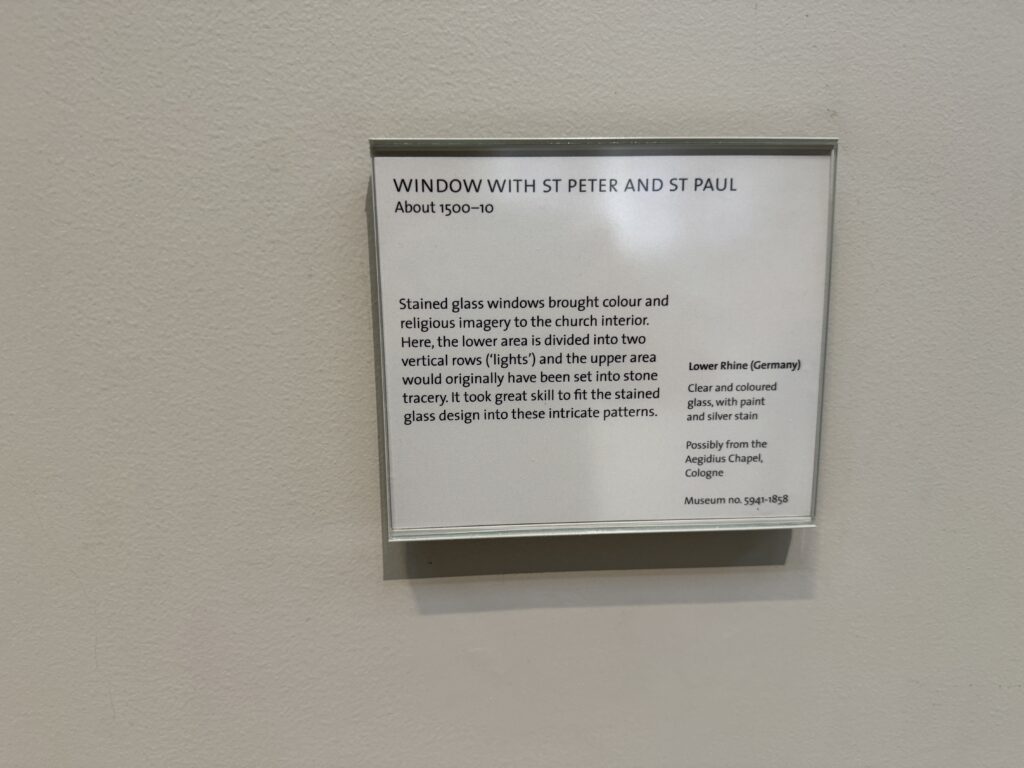 WINDOW WITH ST PETER AND ST PAUL
About 1500–10
Stained glass windows brought colour and
religious imagery to the church interior.
Here, the lower area is divided into two
vertical rows (‘lights’) and the upper area
would originally have been set into stone
tracery. It took great skill to fit the stained
glass design into these intricate patterns.
Lower Rhine (Germany)
Clear and coloured
glass, with paint
and silver stain
Possibly from the
Aegidius Chapel,
Cologne
Museum no. 5941-1858